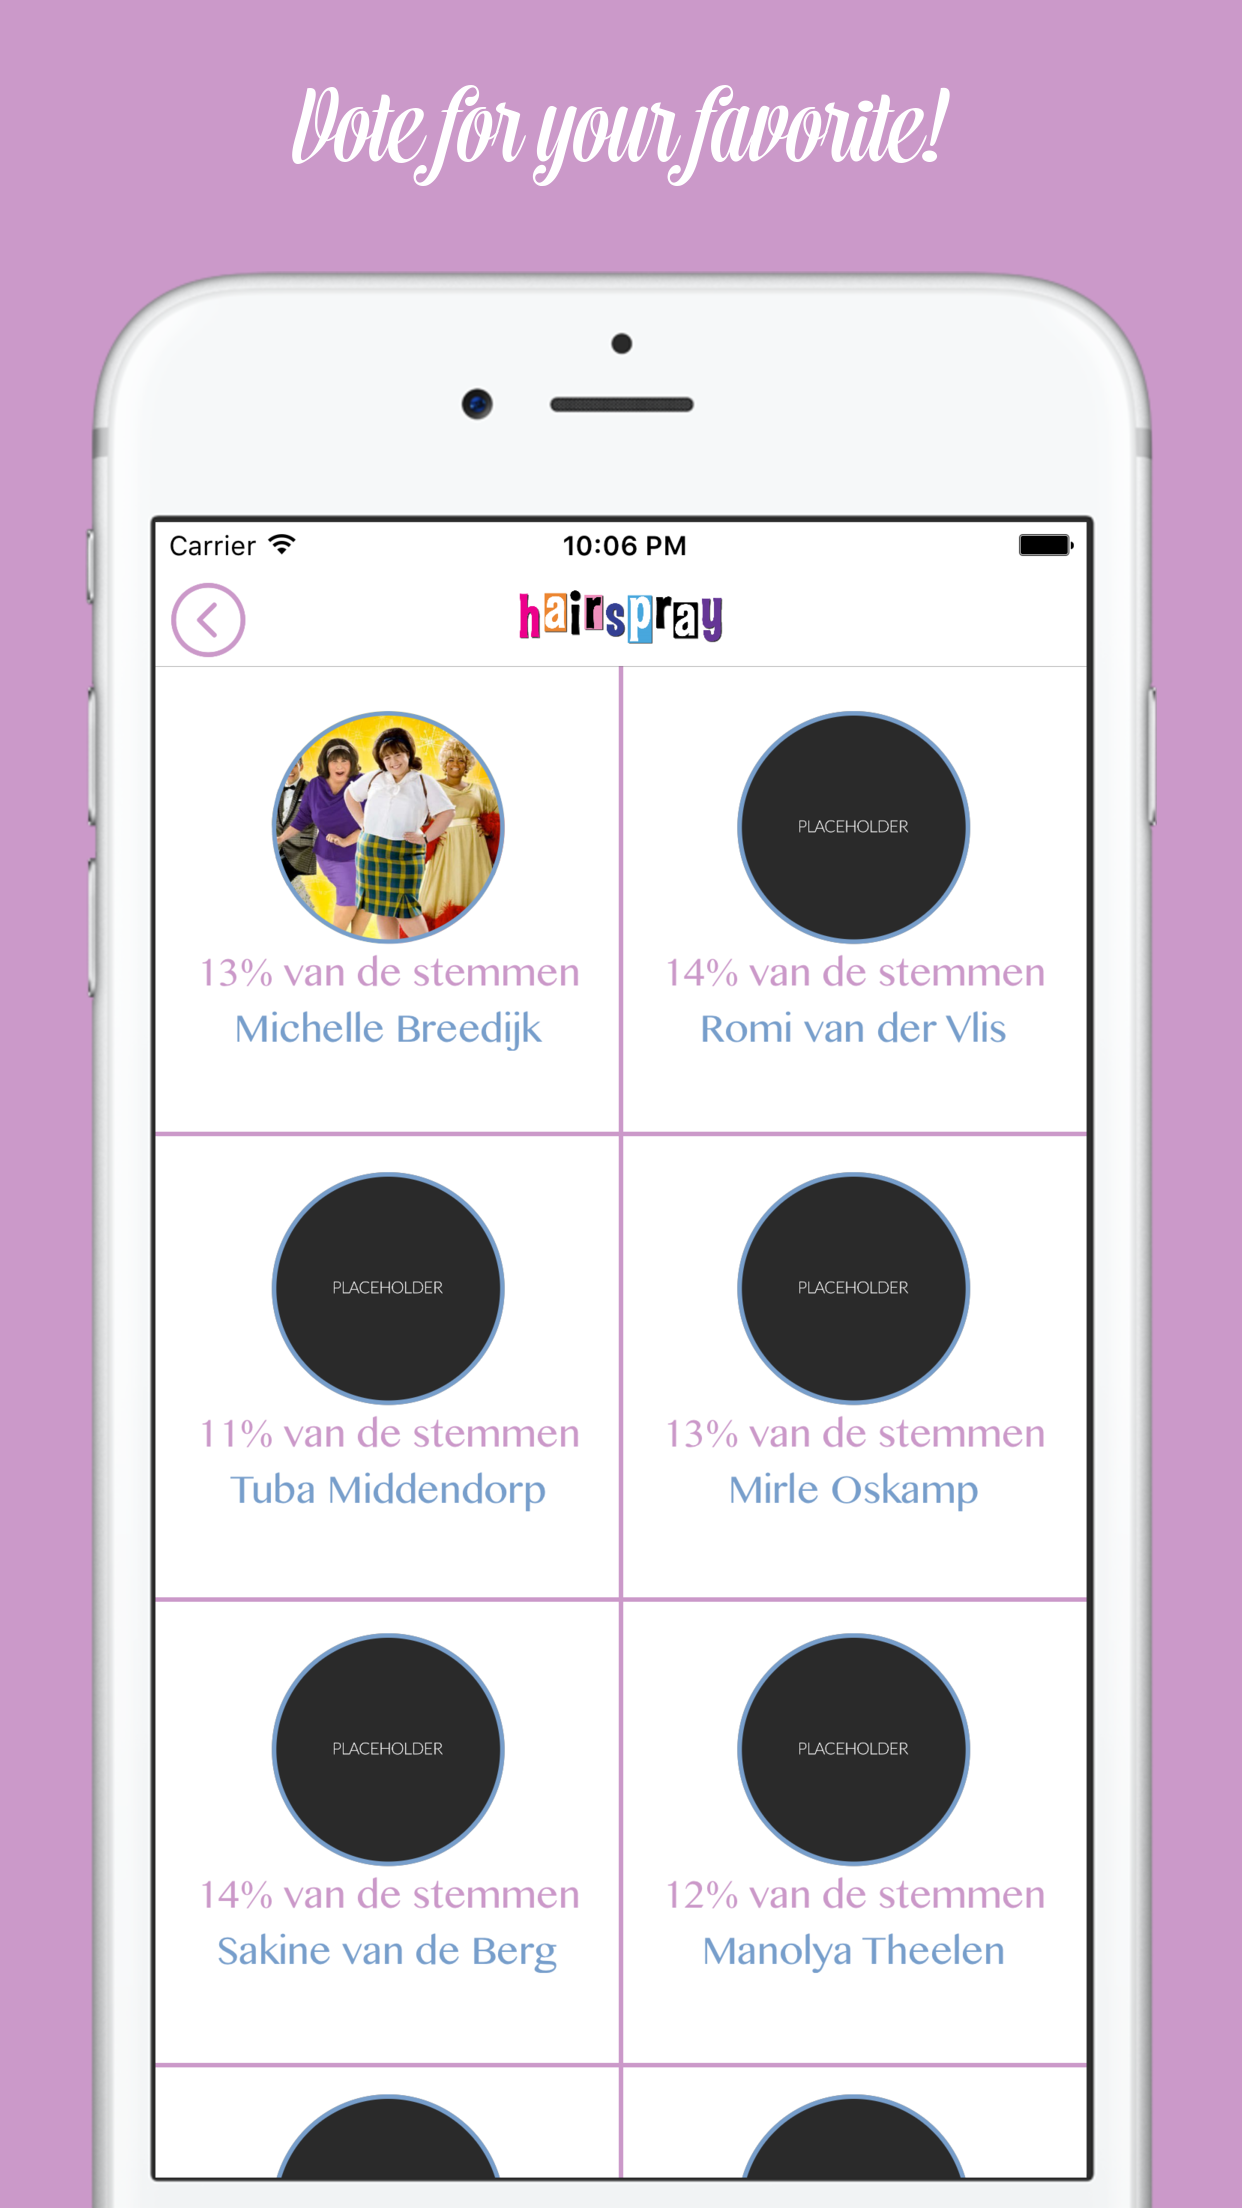 Vote for your favorite!
Carrier 10:06 PM
hairspray
PLACEHOLDER
13% van de stemmen 14% van de stemmen
Michelle Breedijk Romi van der Vlis
PLACEHOLDER PLACEHOLDER
11% van de stemmen 13% van de stemmen
Tuba Middendorp Mirle Oskamp
PLACEHOLDER PLACEHOLDER
14% van de stemmen 12% van de stemmen
Sakine van de Berg Manolya Theelen